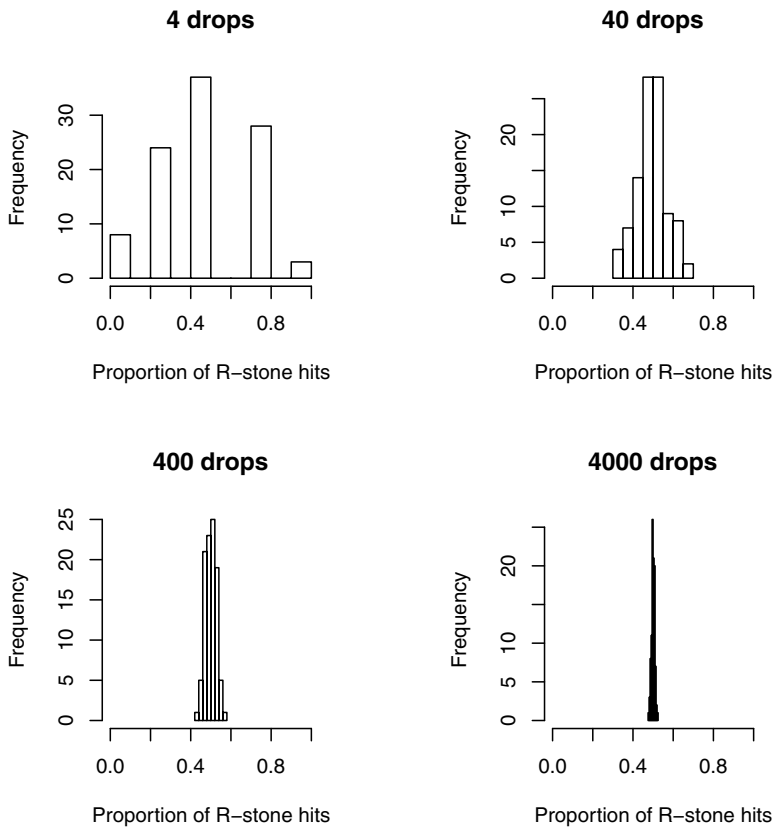 4 drops
Frequency
0 10 20 30
0.0 0.4 0.8
Proportion of R−stone hits
40 drops
Frequency
0 5 10 20
0.0 0.4 0.8
Proportion of R−stone hits
400 drops
Frequency
0 5 10 15 20 25
0.0 0.4 0.8
Proportion of R−stone hits
4000 drops
Frequency
0 5 10 20
0.0 0.4 0.8
Proportion of R−stone hits